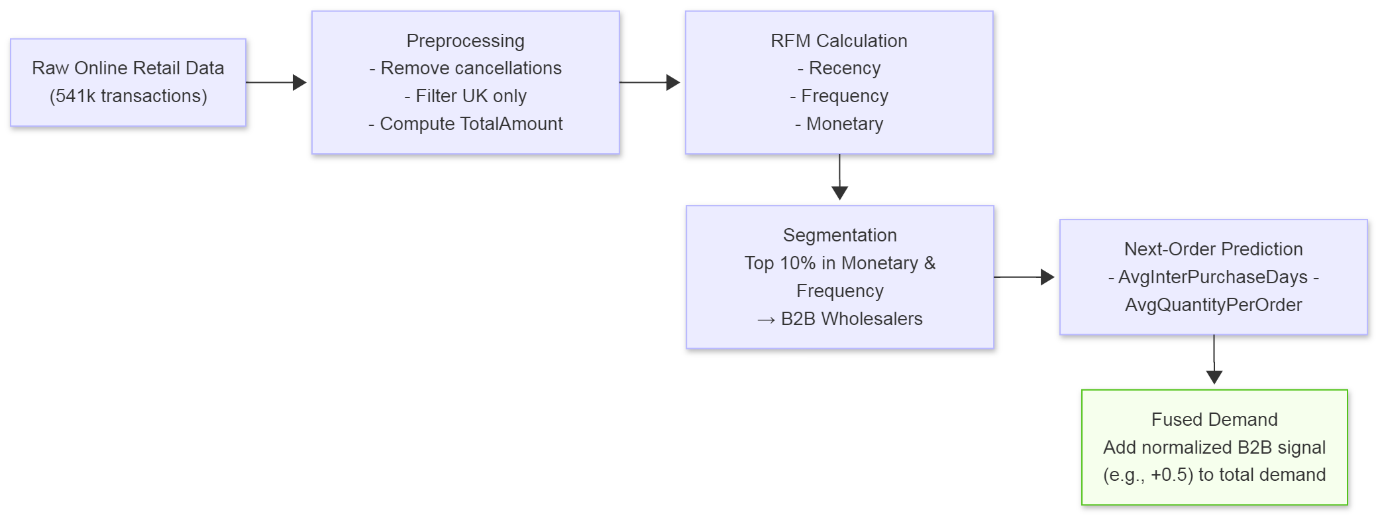 Raw Online Retail Data
(541k transactions)
Preprocessing
- Remove cancellations
- Filter UK only
- Compute TotalAmount
RFM Calculation
- Recency
- Frequency
- Monetary
Segmentation
Top 10% in Monetary &
Frequency
→ B2B Wholesalers
Next-Order Prediction
- AvgInterPurchaseDays -
AvgQuantityPerOrder
Fused Demand
Add normalized B2B signal
(e.g., +0.5) to total demand